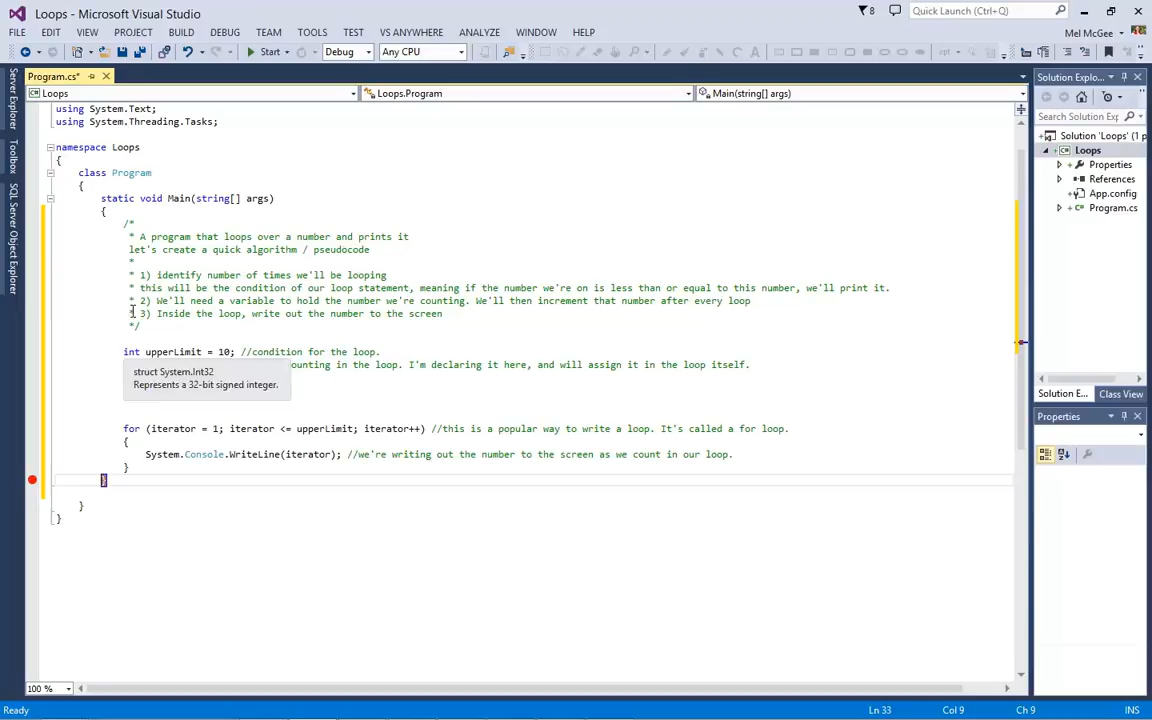 Loops - Microsoft Visual Studio
8
Quick Launch (Ctrl+Q)
FILE EDIT VIEW PROJECT BUILD DEBUG TEAM TOOLS TEST VS ANYWHERE ANALYZE WINDOW HELP
Mel McGee
Start Debug Any CPU
Program.cs*
Loops
Loops.Program
Main(string[] args)
Server Explorer
Toolbox
SQL Server Object Explorer
using System.Text;
using System.Threading.Tasks;
namespace Loops
{
class Program
{
static void Main(string[] args)
{
/*
* A program that loops over a number and prints it
let's create a quick algorithm / pseudocode
*
* 1) identify number of times we'll be looping
* this will be the condition of our loop statement, meaning if the number we're on is less than or equal to this number, we'll print it.
* 2) We'll need a variable to hold the number we're counting. We'll then increment that number after every loop
* 3) Inside the loop, write out the number to the screen
*/
int upperLimit = 10; //condition for the loop.
ounting in the loop. I'm declaring it here, and will assign it in the loop itself.
struct System.Int32
Represents a 32-bit signed integer.
for (iterator = 1; iterator <= upperLimit; iterator++) //this is a popular way to write a loop. It's called a for loop.
{
System.Console.WriteLine(iterator); //we're writing out the number to the screen as we count in our loop.
}
}
}
}
100 %
Solution Explo...
Search Solution Exp
Solution 'Loops' (1 p
Loops
Properties
References
App.config
Program.cs
Solution E... Class View
Properties
Ready
Ln 33
Col 9
Ch 9
INS